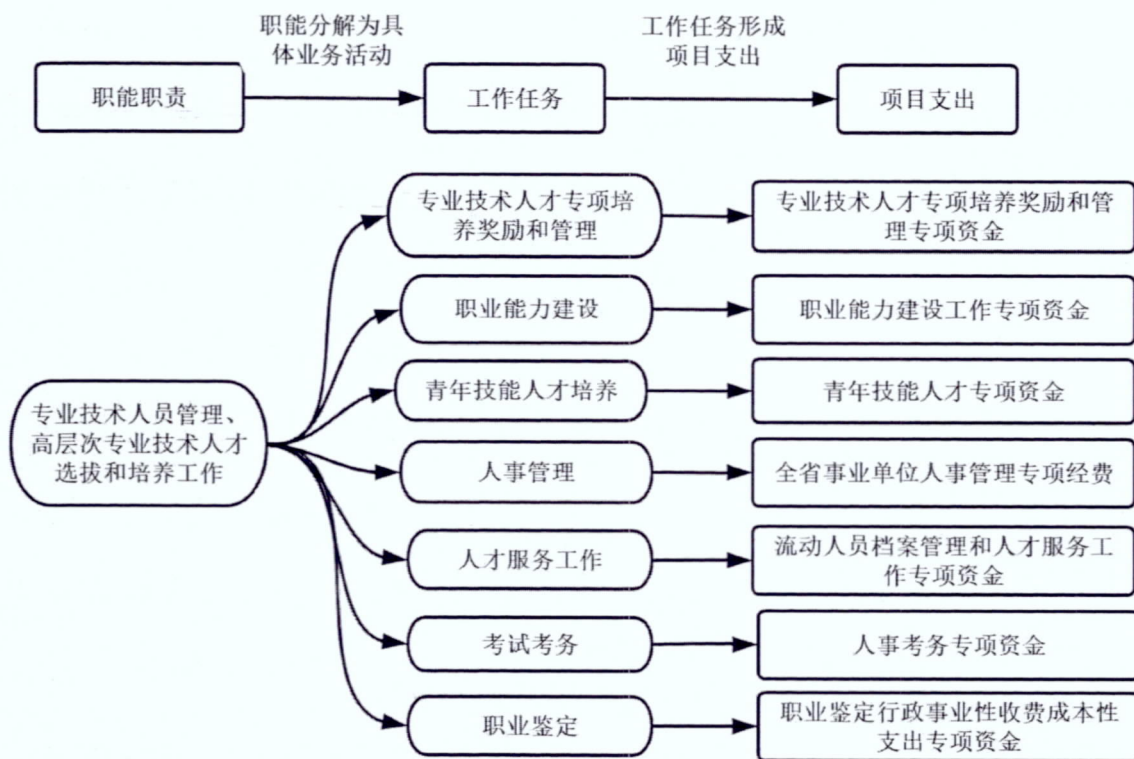 职能分解为具
体业务活动
工作任务形成
项目支出
职能职责
工作任务
项目支出
专业技术人才专项培
养奖励和管理
专业技术人才专项培养奖励和管
理专项资金
职业能力建设
职业能力建设工作专项资金
青年技能人才培养
青年技能人才专项资金
专业技术人员管理、
高层次专业技术人才
选拔和培养工作
人事管理
全省事业单位人事管理专项经费
人才服务工作
流动人员档案管理和人才服务工
作专项资金
考试考务
人事考务专项资金
职业鉴定
职业鉴定行政事业性收费成本性
支出专项资金